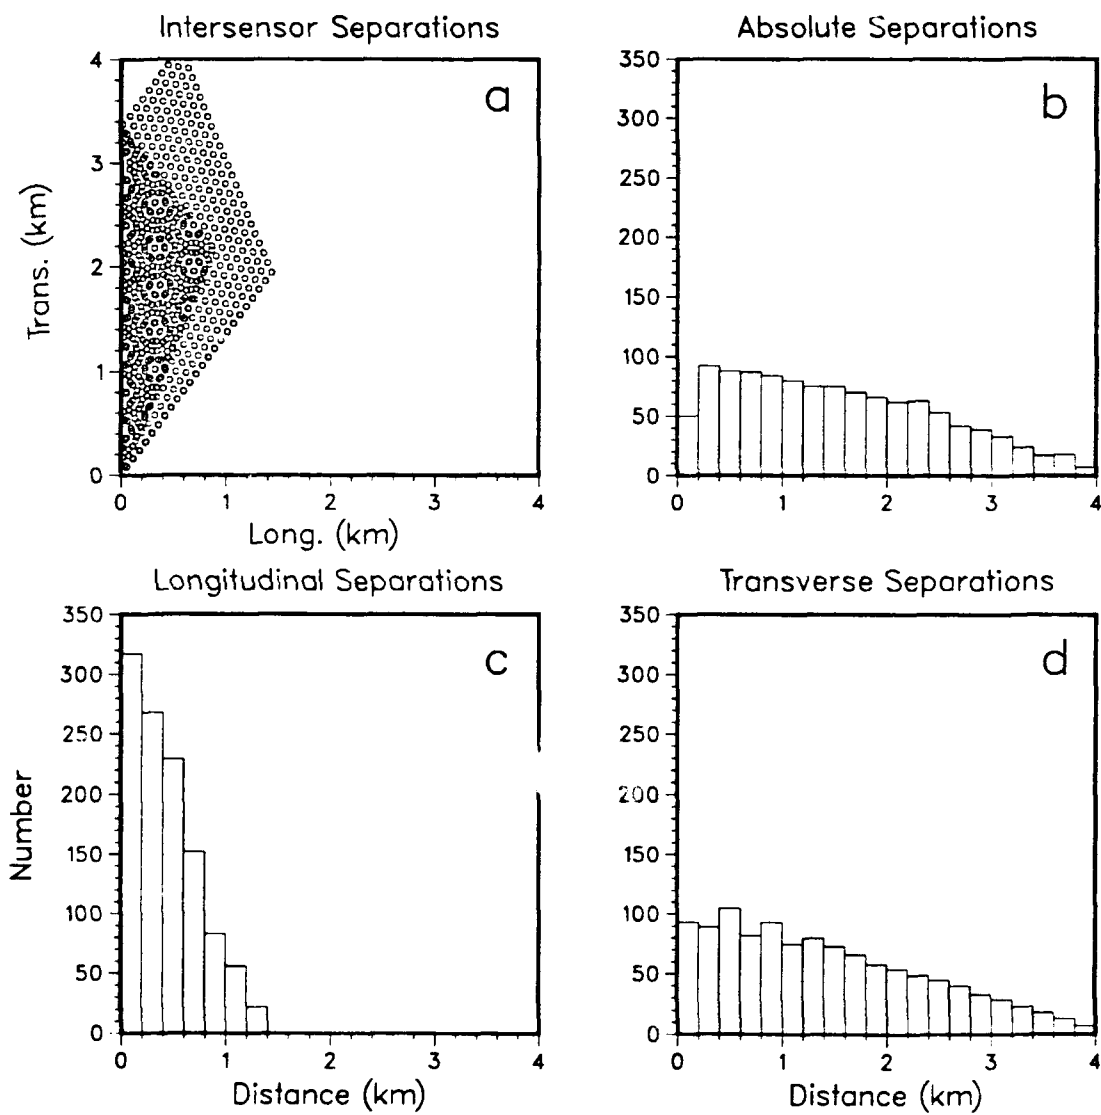 Intersensor Separations
a
4
3
2
1
0
Trans. (km)
0 1 2 3 4
Long. (km)
Absolute Separations
b
350
300
250
200
150
100
50
0
0 1 2 3 4
Longitudinal Separations
c
350
300
250
200
150
100
50
0
Number
0 1 2 3 4
Distance (km)
Transverse Separations
d
350
300
250
200
150
100
50
0
0 1 2 3 4
Distance (km)